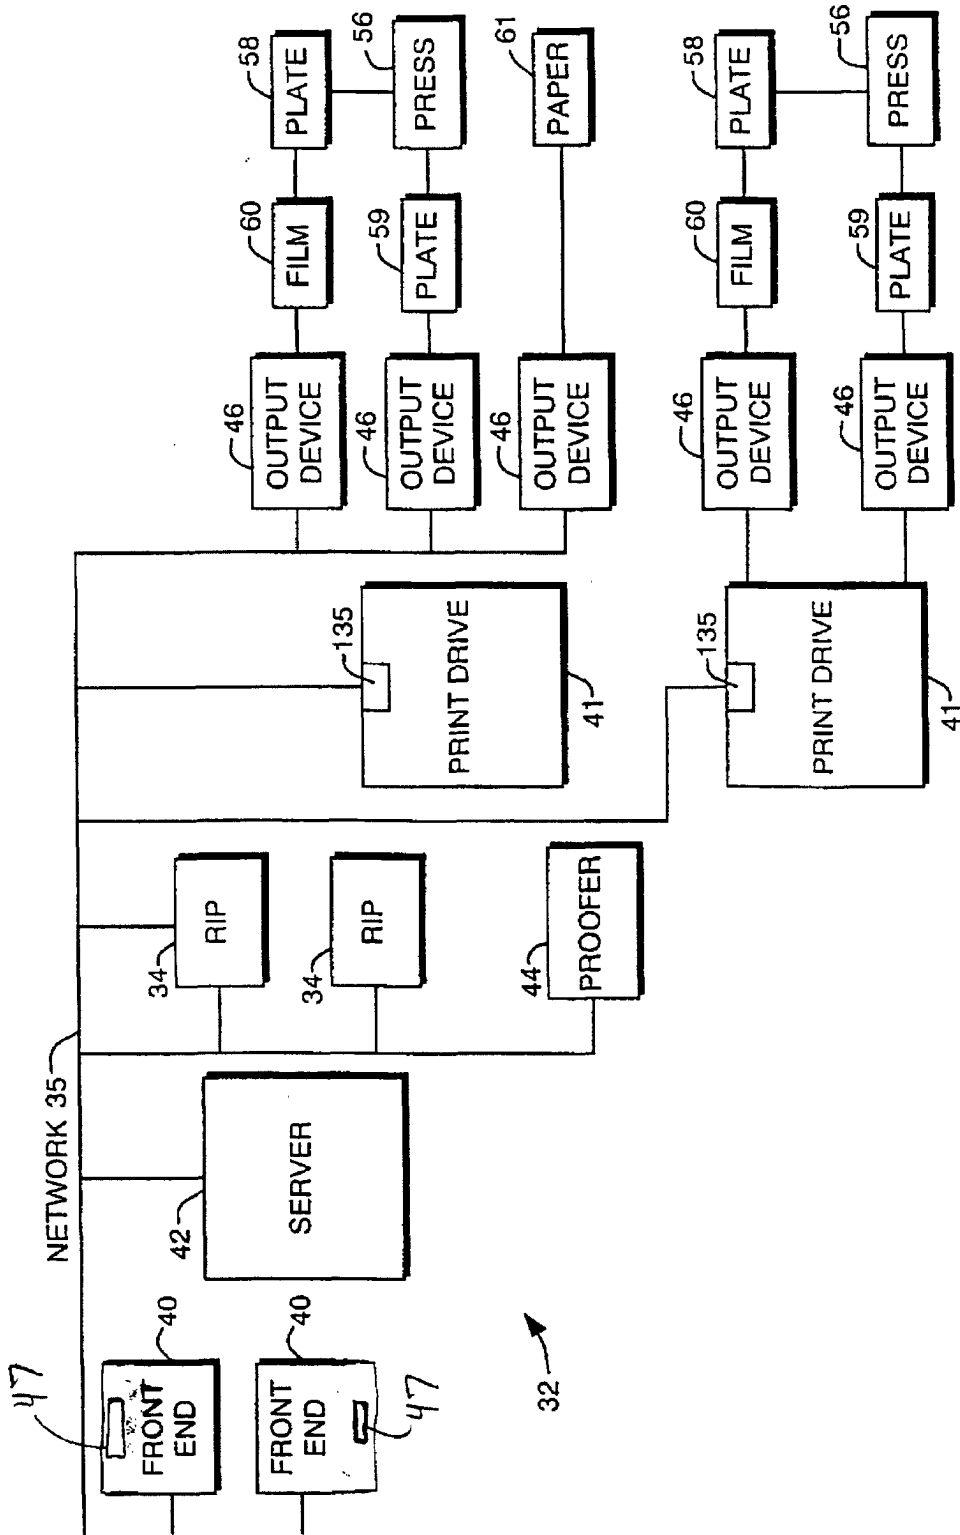 NETWORK 35
47
FRONT
END
40
FRONT
END
40
47
32
42
SERVER
34
RIP
34
RIP
44
PROOFER
135
PRINT DRIVE
41
135
PRINT DRIVE
41
46
OUTPUT
DEVICE
60
FILM
58
PLATE
46
OUTPUT
DEVICE
59
PLATE
56
PRESS
46
OUTPUT
DEVICE
61
PAPER
46
OUTPUT
DEVICE
60
FILM
58
PLATE
46
OUTPUT
DEVICE
59
PLATE
56
PRESS